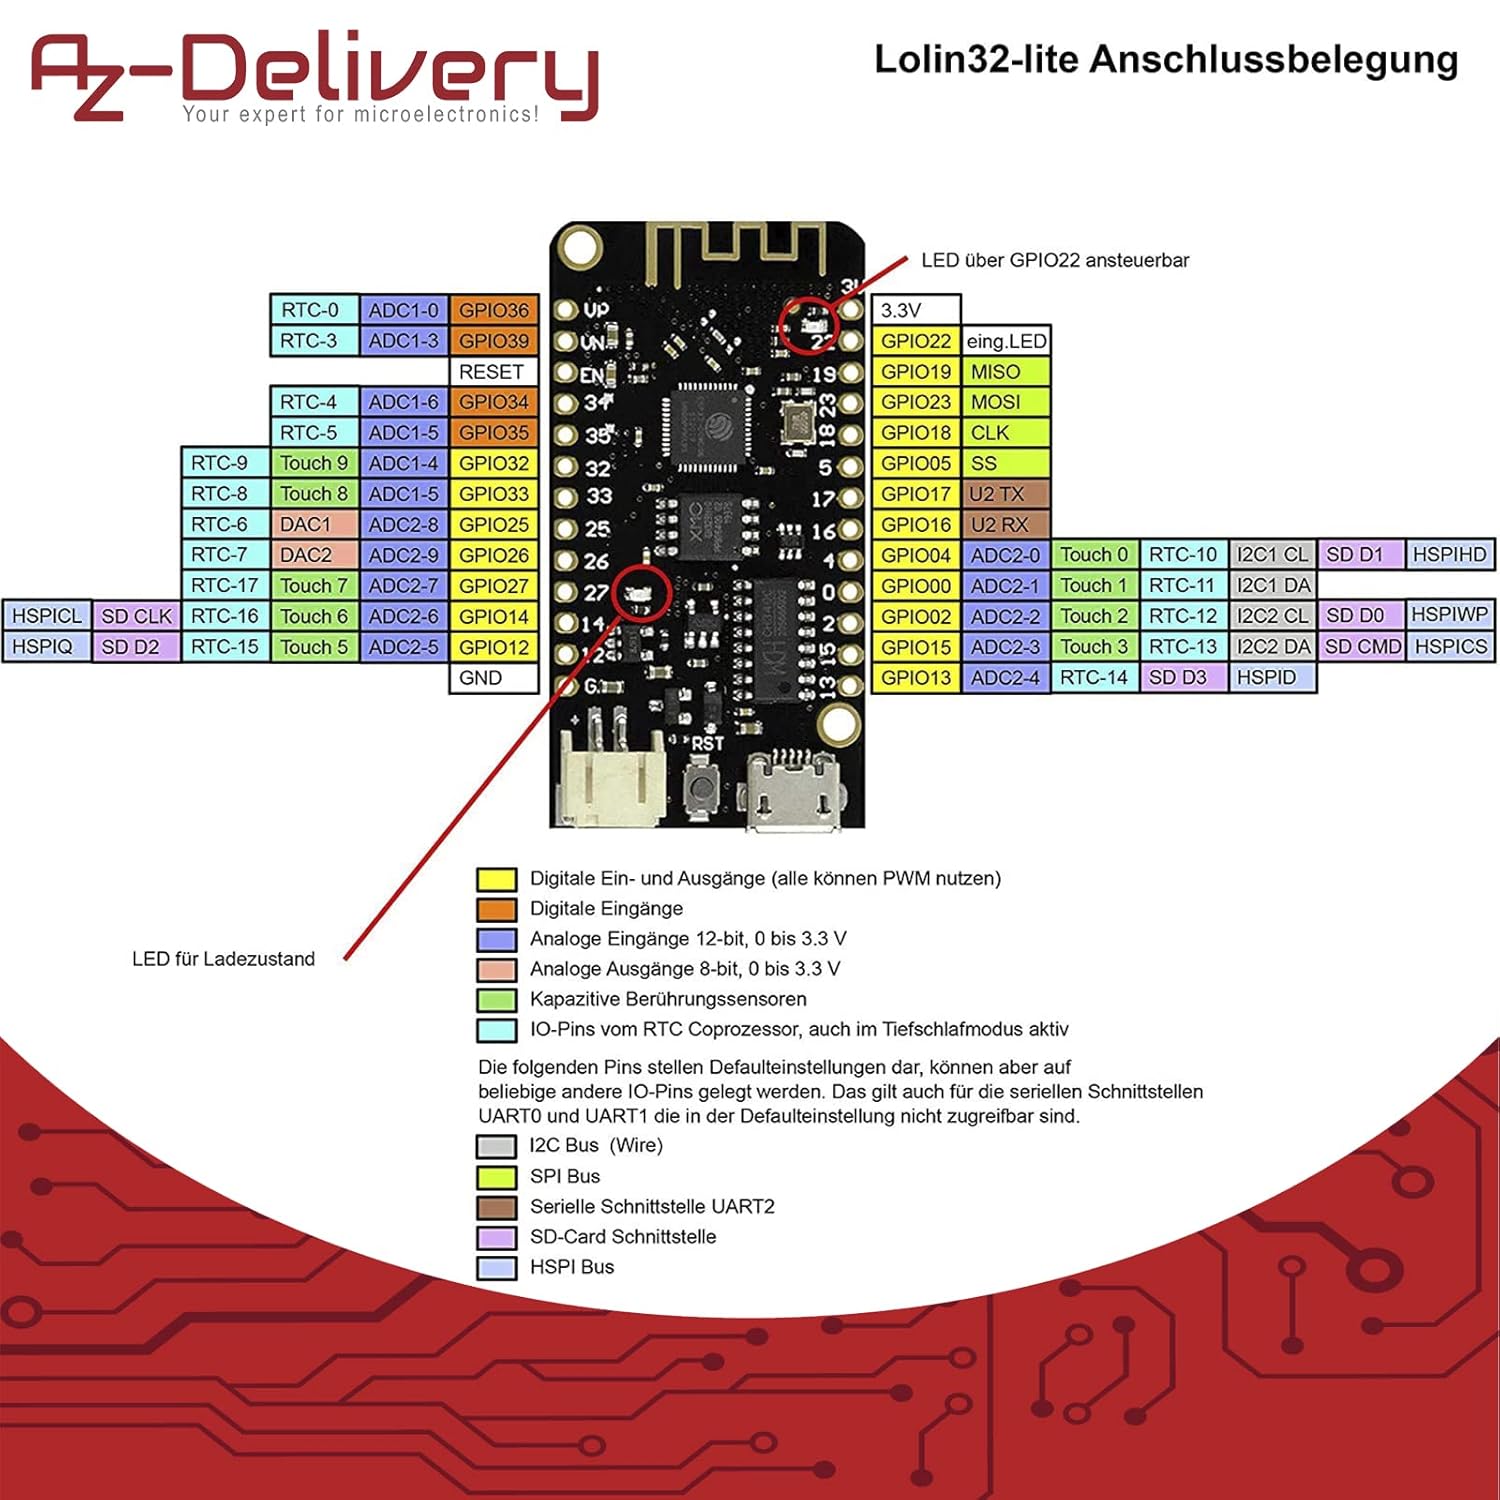 Az-Delivery
Your expert for microelectronics!
Lolin32-lite Anschlussbelegung
LED über GPIO22 ansteuerbar
RTC-0 ADC1-0 GPIO36
RTC-3 ADC1-3 GPIO39
RESET
RTC-4 ADC1-6 GPIO34
RTC-5 ADC1-5 GPIO35
RTC-9 Touch 9 ADC1-4 GPIO32
RTC-8 Touch 8 ADC1-5 GPIO33
RTC-6 DAC1 ADC2-8 GPIO25
RTC-7 DAC2 ADC2-9 GPIO26
RTC-17 Touch 7 ADC2-7 GPIO27
HSPICL SD CLK RTC-16 Touch 6 ADC2-6 GPIO14
HSPIQ SD D2 RTC-15 Touch 5 ADC2-5 GPIO12
GND
VP
VN
EN
34
35
32
33
25
26
27
14
12
G
+
RST
XMC
WCH
22
19
23
18
5
17
16
4
0
2
15
13
3.3V
GPIO22 eing.LED
GPIO19 MISO
GPIO23 MOSI
GPIO18 CLK
GPIO05 SS
GPIO17 U2 TX
GPIO16 U2 RX
GPIO04 ADC2-0 Touch 0 RTC-10 I2C1 CL SD D1 HSPIHD
GPIO00 ADC2-1 Touch 1 RTC-11 I2C1 DA
GPIO02 ADC2-2 Touch 2 RTC-12 I2C2 CL SD D0 HSPIWP
GPIO15 ADC2-3 Touch 3 RTC-13 I2C2 DA SD CMD HSPICS
GPIO13 ADC2-4 RTC-14 SD D3 HSPID
LED für Ladezustand
Digitale Ein- und Ausgänge (alle können PWM nutzen)
Digitale Eingänge
Analoge Eingänge 12-bit, 0 bis 3.3 V
Analoge Ausgänge 8-bit, 0 bis 3.3 V
Kapazitive Berührungssensoren
IO-Pins vom RTC Coprozessor, auch im Tiefschlafmodus aktiv
Die folgenden Pins stellen Defaulteinstellungen dar, können aber auf
beliebige andere IO-Pins gelegt werden. Das gilt auch für die seriellen Schnittstellen
UART0 und UART1 die in der Defaulteinstellung nicht zugreifbar sind.
I2C Bus (Wire)
SPI Bus
Serielle Schnittstelle UART2
SD-Card Schnittstelle
HSPI Bus